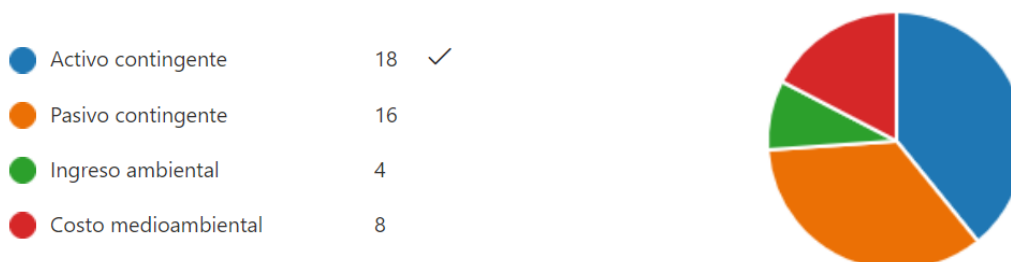 Activo contingente 18 ✓
Pasivo contingente 16
Ingreso ambiental 4
Costo medioambiental 8